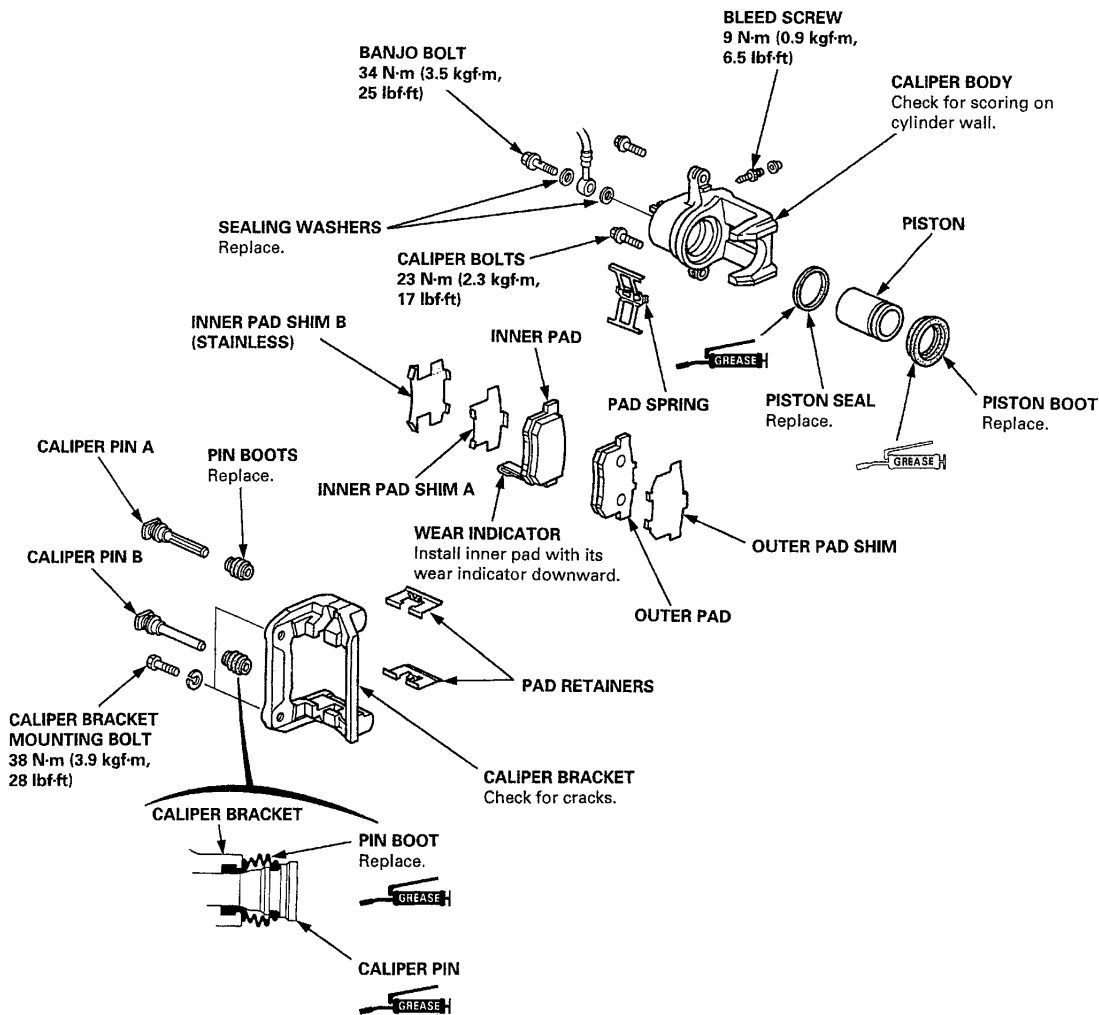 BLEED SCREW
9 N·m (0.9 kgf·m,
6.5 lbf·ft)
BANJO BOLT
34 N·m (3.5 kgf·m,
25 lbf·ft)
CALIPER BODY
Check for scoring on
cylinder wall.
SEALING WASHERS
Replace.
CALIPER BOLTS
23 N·m (2.3 kgf·m,
17 lbf·ft)
PISTON
INNER PAD SHIM B
(STAINLESS)
INNER PAD
GREASE
PAD SPRING
PISTON SEAL
Replace.
PISTON BOOT
Replace.
GREASE
CALIPER PIN A
PIN BOOTS
Replace.
INNER PAD SHIM A
WEAR INDICATOR
Install inner pad with its
wear indicator downward.
OUTER PAD SHIM
CALIPER PIN B
OUTER PAD
PAD RETAINERS
CALIPER BRACKET
MOUNTING BOLT
38 N·m (3.9 kgf·m,
28 lbf·ft)
CALIPER BRACKET
Check for cracks.
CALIPER BRACKET
PIN BOOT
Replace.
GREASE
CALIPER PIN
GREASE